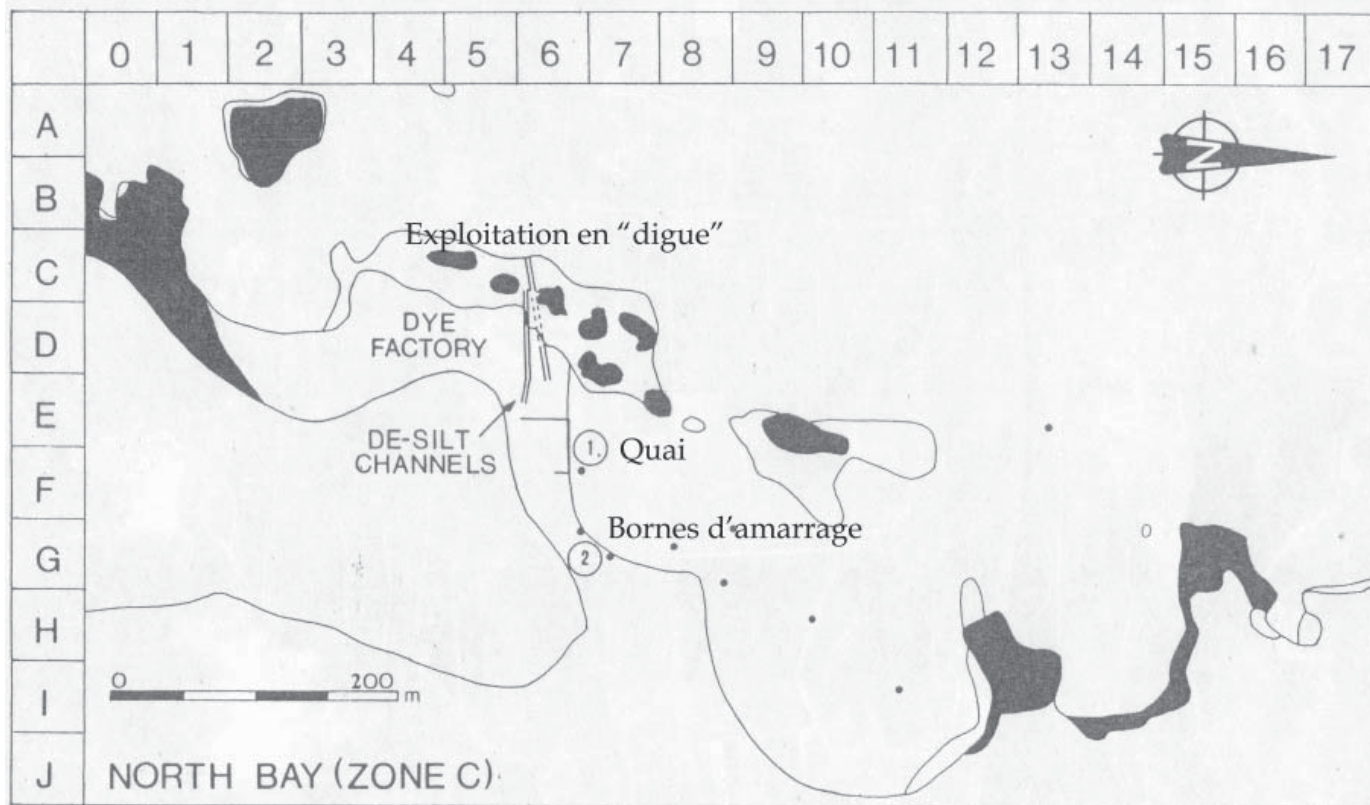 0 1 2 3 4 5 6 7 8 9 10 11 12 13 14 15 16 17
A
N
B
Exploitation en “digue”
C
DYE
FACTORY
D
E
DE-SILT
CHANNELS
1. Quai
F
Bornes d’amarrage
G
2
H
0 200 m
I
J
NORTH BAY (ZONE C)